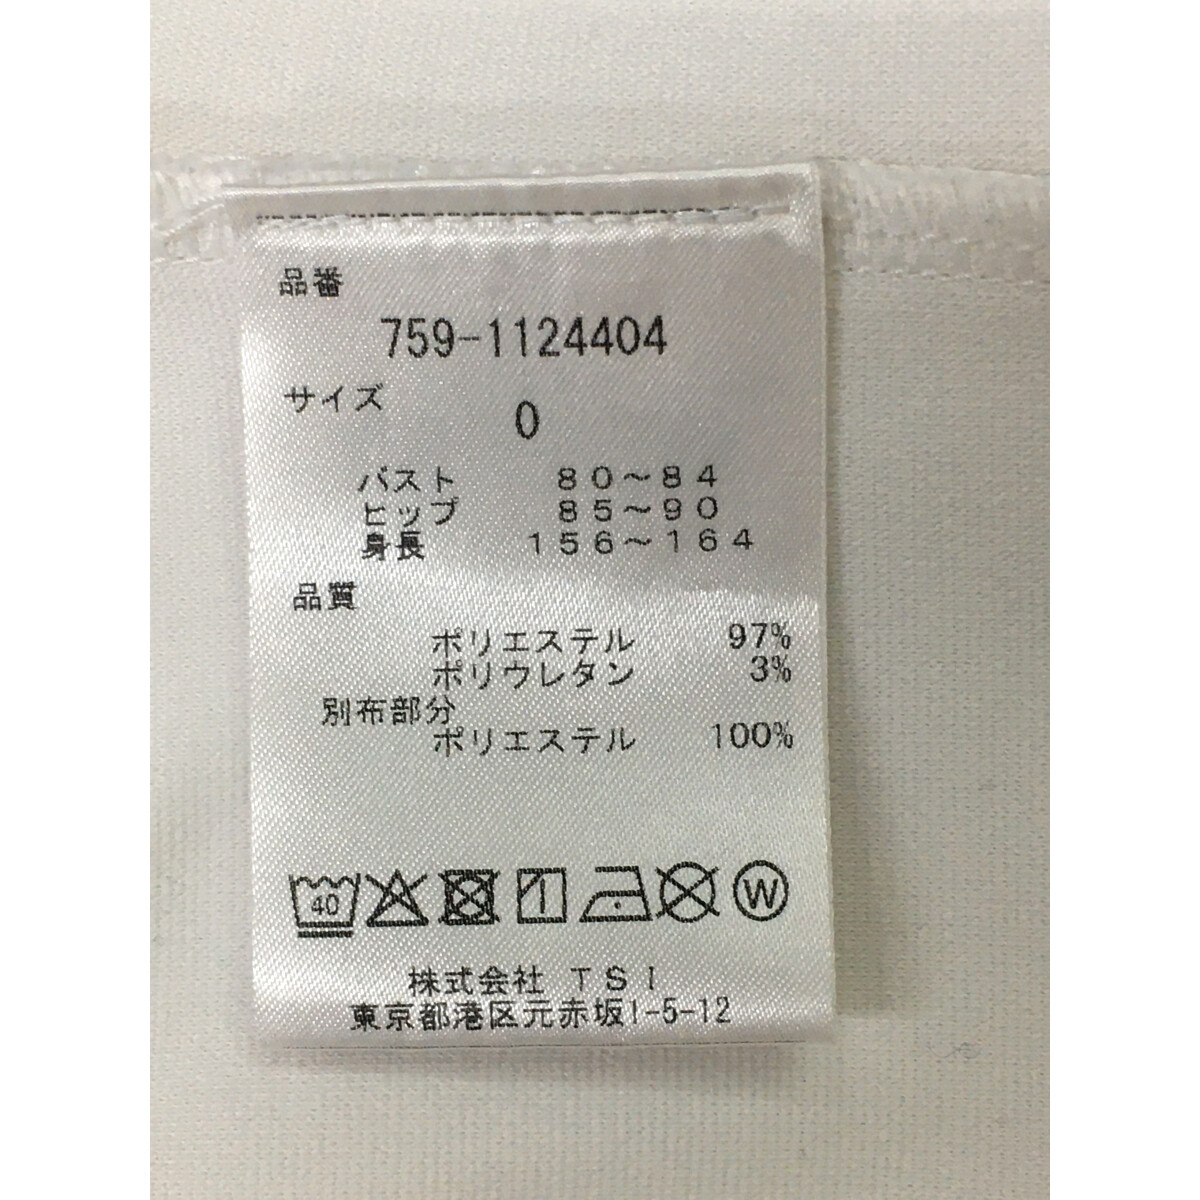 品番
759-1124404
サイズ 0
バスト 80~84
ヒップ 85~90
身長 156~164
品質
ポリエステル 97%
ポリウレタン 3%
別布部分
ポリエステル 100%
40 W
株式会社 TSI
東京都港区元赤坂1-5-12